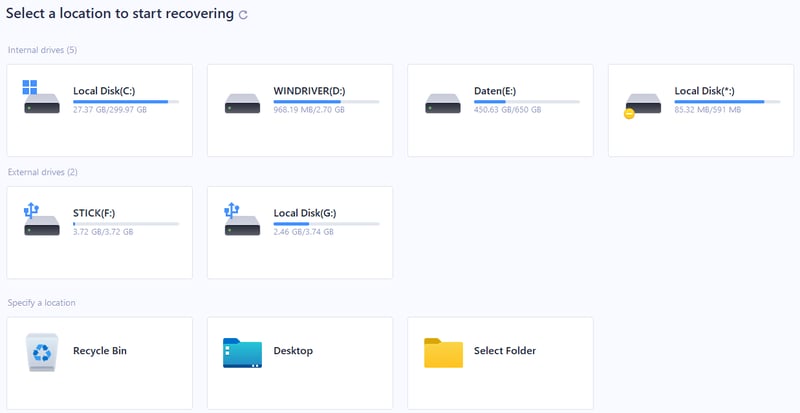 Select a location to start recovering
Internal drives (5)
Local Disk(C:)
27.37 GB/299.97 GB
WINDRIVER(D:)
968.19 MB/2.70 GB
Daten(E:)
450.63 GB/650 GB
Local Disk(*:)
85.32 MB/591 MB
External drives (2)
STICK(F:)
3.72 GB/3.72 GB
Local Disk(G:)
2.46 GB/3.74 GB
Specify a location
Recycle Bin
Desktop
Select Folder